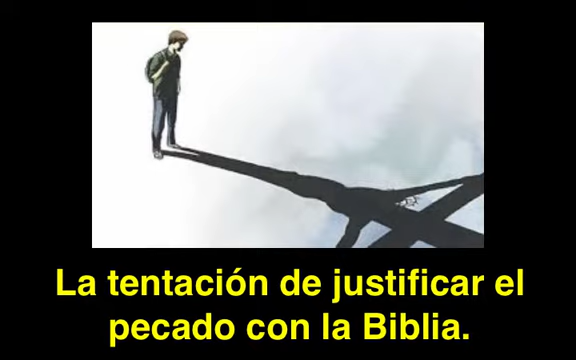 La tentación de justificar el
pecado con la Biblia.